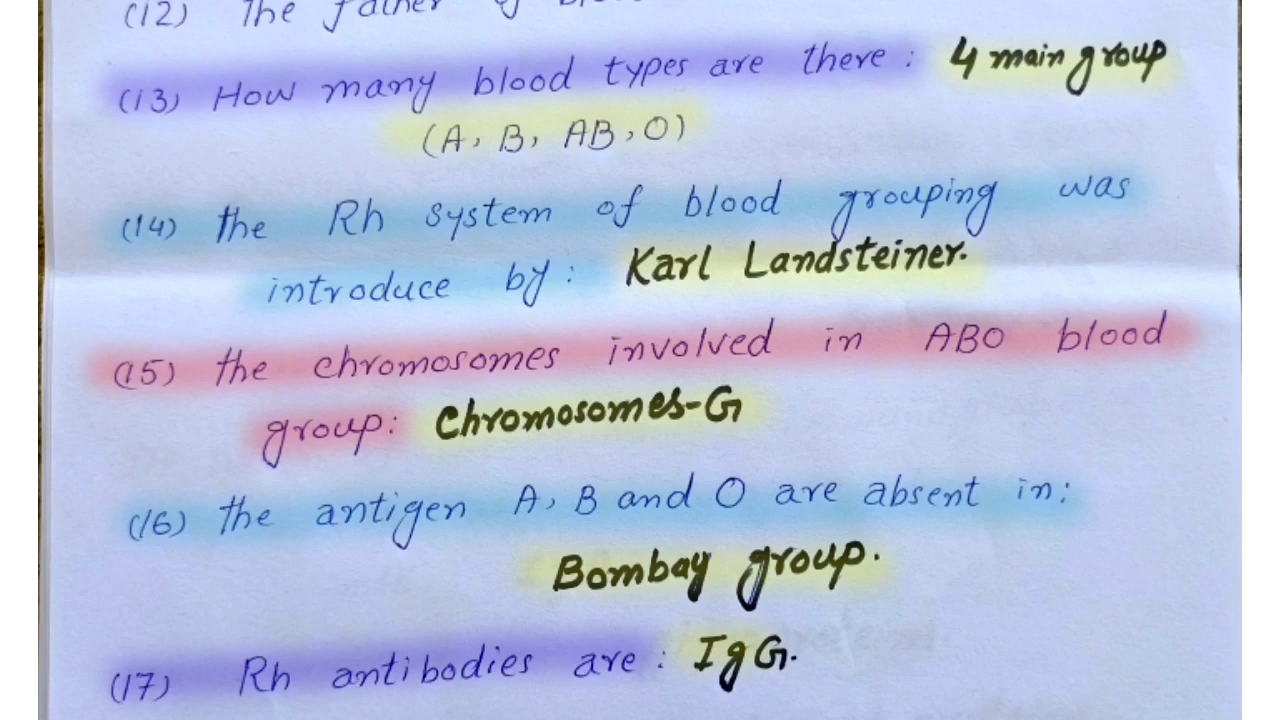 (12) The father of
(13) How many blood types are there : 4 main group
(A, B, AB, O)
(14) the Rh system of blood grouping was
introduce by : Karl Landsteiner.
(15) the chromosomes involved in ABO blood
group: Chromosomes-G
(16) the antigen A, B and O are absent in:
Bombay group.
(17) Rh antibodies are : IgG.